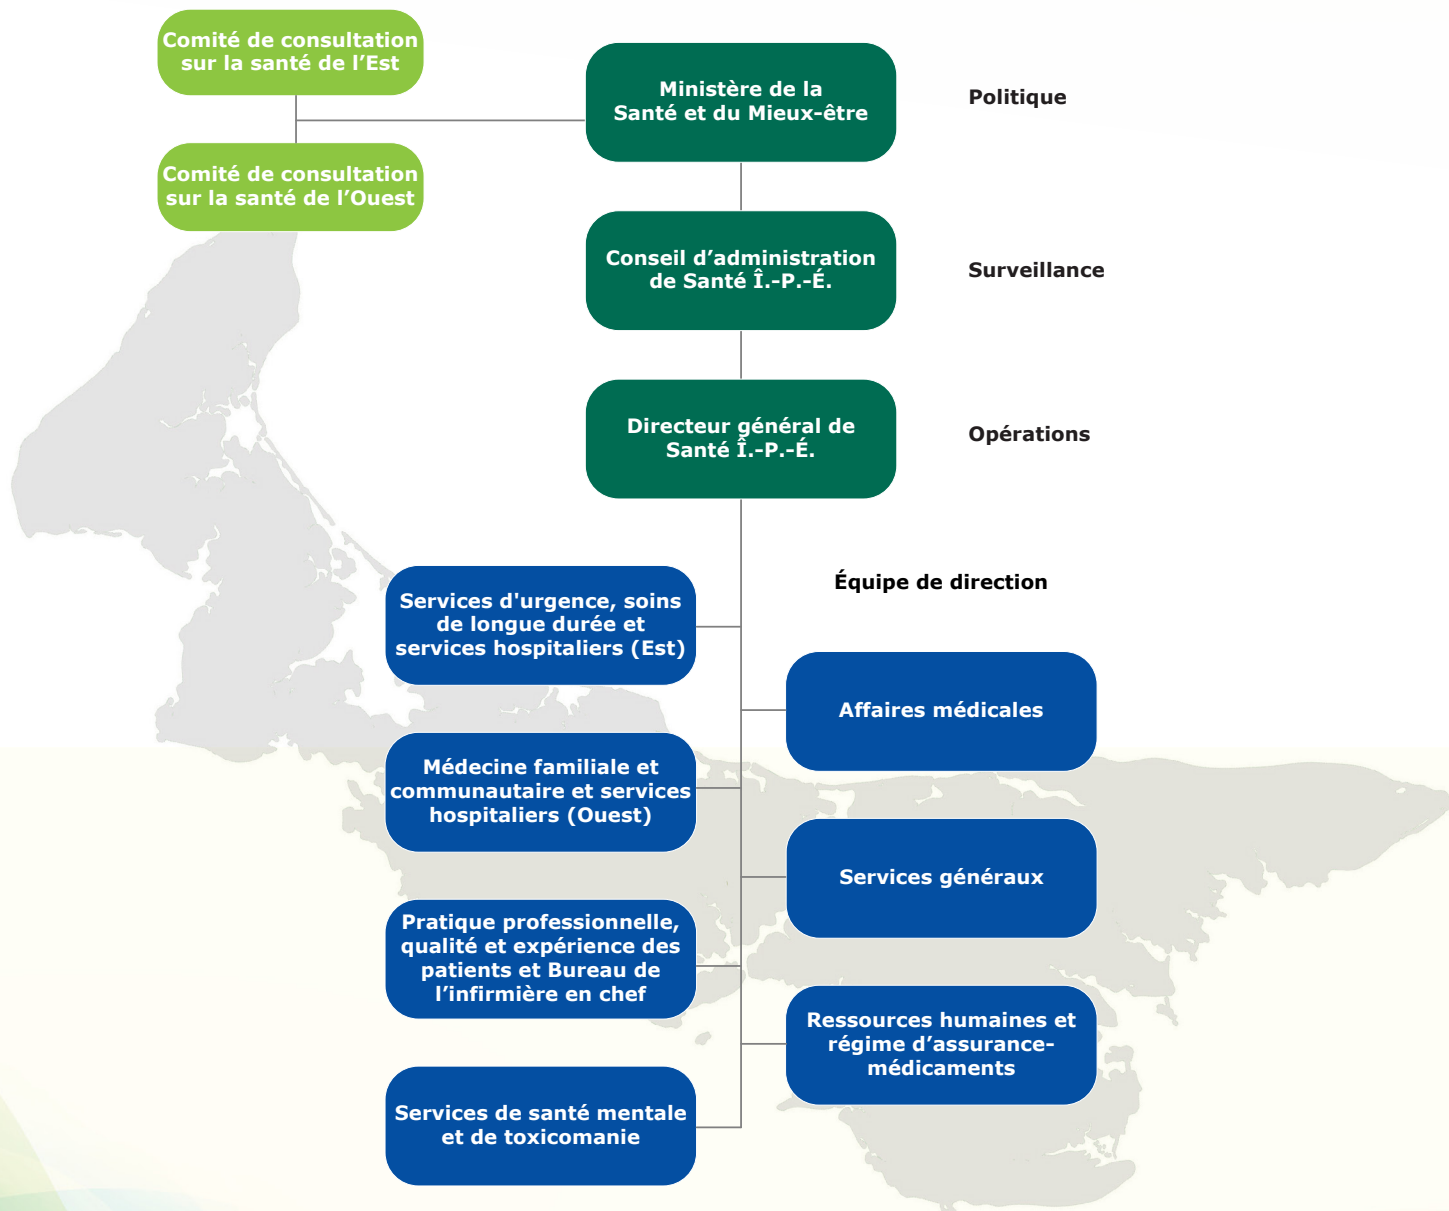 Comité de consultation
sur la santé de l’Est
Comité de consultation
sur la santé de l’Ouest
Ministère de la
Santé et du Mieux-être
Politique
Conseil d’administration
de Santé Î.-P.-É.
Surveillance
Directeur général de
Santé Î.-P.-É.
Opérations
Équipe de direction
Services d'urgence, soins
de longue durée et
services hospitaliers (Est)
Affaires médicales
Médecine familiale et
communautaire et services
hospitaliers (Ouest)
Services généraux
Pratique professionnelle,
qualité et expérience des
patients et Bureau de
l’infirmière en chef
Ressources humaines et
régime d’assurance-
médicaments
Services de santé mentale
et de toxicomanie